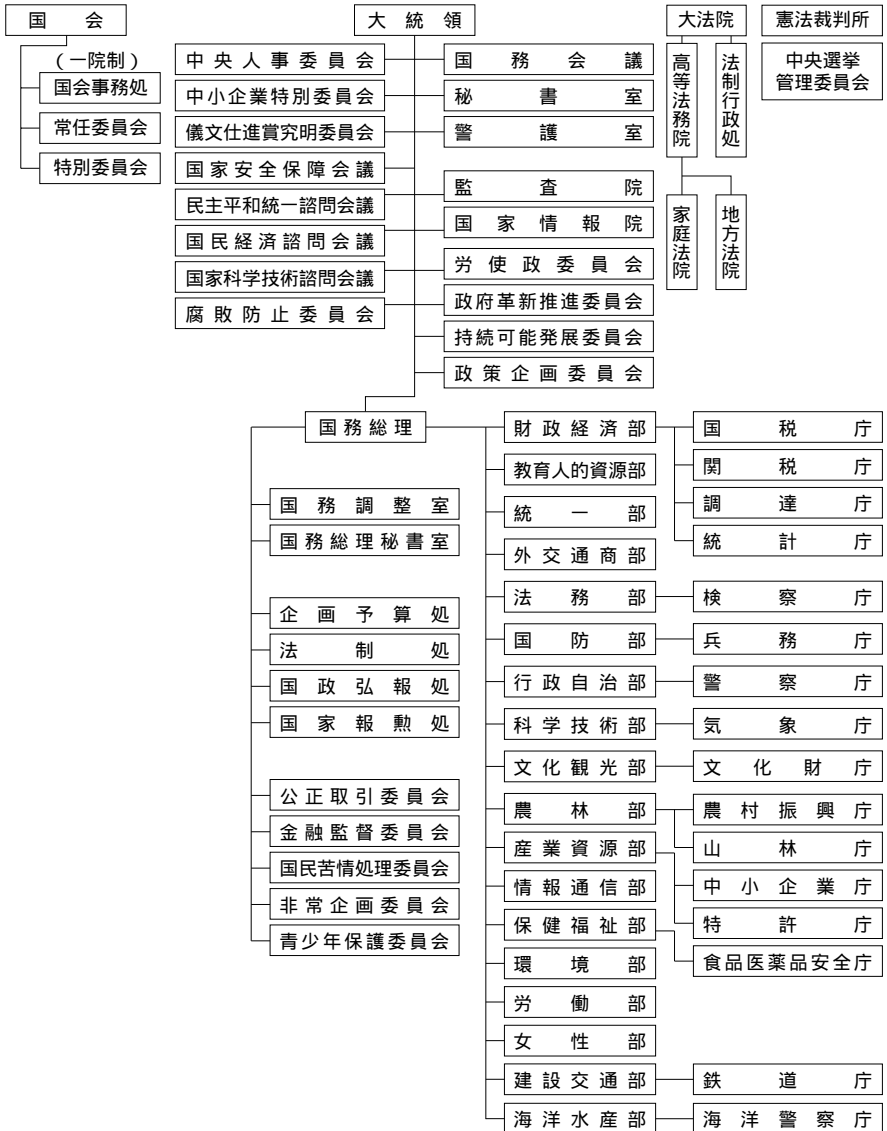 国会
(一院制)
国会事務処
常任委員会
特別委員会
大統領
中央人事委員会
中小企業特別委員会
儀文仕進賞究明委員会
国家安全保障会議
民主平和統一諮問会議
国民経済諮問会議
国家科学技術諮問会議
腐敗防止委員会
国務会議
秘書室
警護室
監査院
国家情報院
労使政委員会
政府革新推進委員会
持続可能発展委員会
政策企画委員会
大法院
高等法務院
法制行政処
家庭法院
地方法院
憲法裁判所
中央選挙
管理委員会
国務総理
国務調整室
国務総理秘書室
企画予算処
法制処
国政弘報処
国家報勲処
公正取引委員会
金融監督委員会
国民苦情処理委員会
非常企画委員会
青少年保護委員会
財政経済部
教育人的資源部
統一部
外交通商部
法務部
国防部
行政自治部
科学技術部
文化観光部
農林部
産業資源部
情報通信部
保健福祉部
環境部
労働部
女性部
建設交通部
海洋水産部
国税庁
関税庁
調達庁
統計庁
検察庁
兵務庁
警察庁
気象庁
文化財庁
農村振興庁
山林庁
中小企業庁
特許庁
食品医薬品安全庁
鉄道庁
海洋警察庁